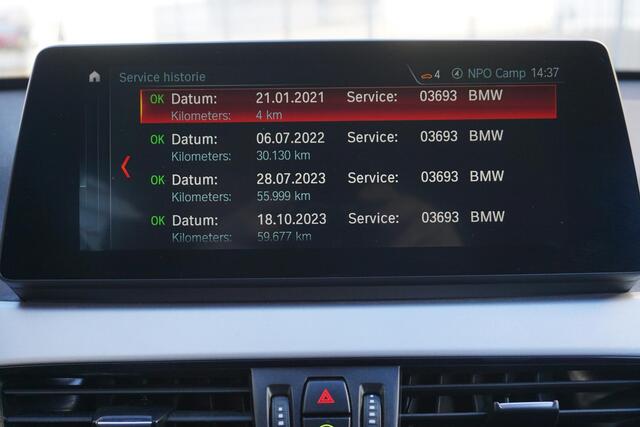 Service historie 4 ④ NPO Camp 14:37
OK Datum: 21.01.2021 Service: 03693 BMW
Kilometers: 4 km
OK Datum: 06.07.2022 Service: 03693 BMW
Kilometers: 30.130 km
OK Datum: 28.07.2023 Service: 03693 BMW
Kilometers: 55.999 km
OK Datum: 18.10.2023 Service: 03693 BMW
Kilometers: 59.677 km